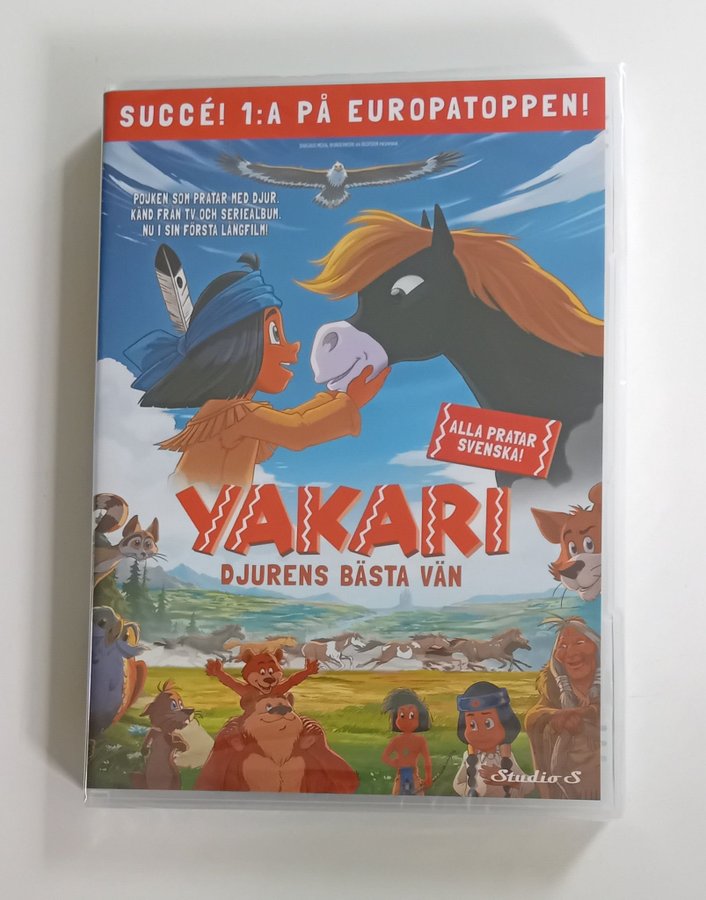 SUCCÉ! 1:A PÅ EUROPATOPPEN!
POJKEN SOM PRATAR MED DJUR.
KÄND FRÅN TV OCH SERIEALBUM.
NU I SIN FÖRSTA LÅNGFILM!
ALLA PRATAR
SVENSKA!
YAKARI
DJURENS BÄSTA VÄN
Studio S